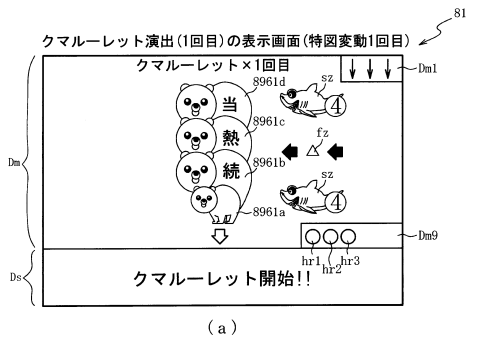 81
クマルーレット演出(1回目)の表示画面(特図変動1回目)
クマルーレット×1回目
Dm1
8961d
sz
当
④
8961c
Dm
熱
fz
8961b
続
sz
④
8961a
Dm9
hr1 hr2 hr3
Ds
クマルーレット開始!!
(a)